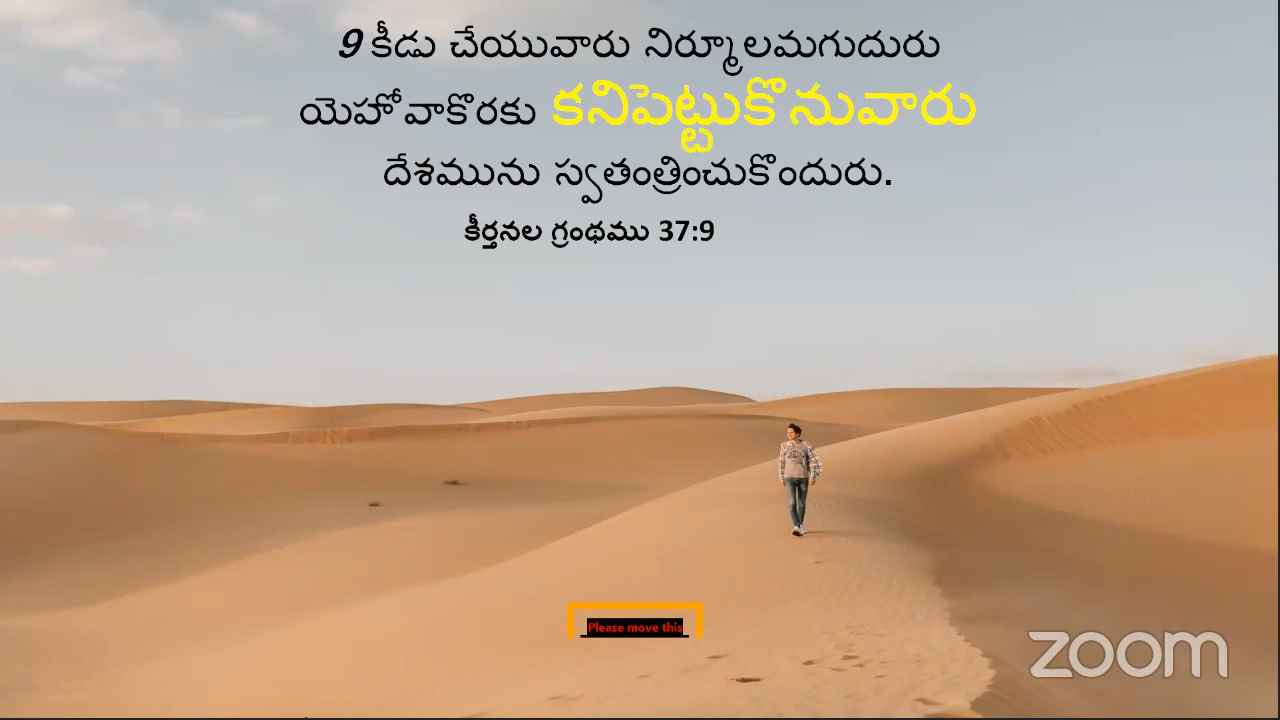 9 కీడు చేయువారు నిర్మూలమగుదురు
యెహోవాకొరకు కనిపెట్టుకొనువారు
దేశమును స్వతంత్రించుకొందురు.
కీర్తనల గ్రంథము 37:9
Please move this
zoom